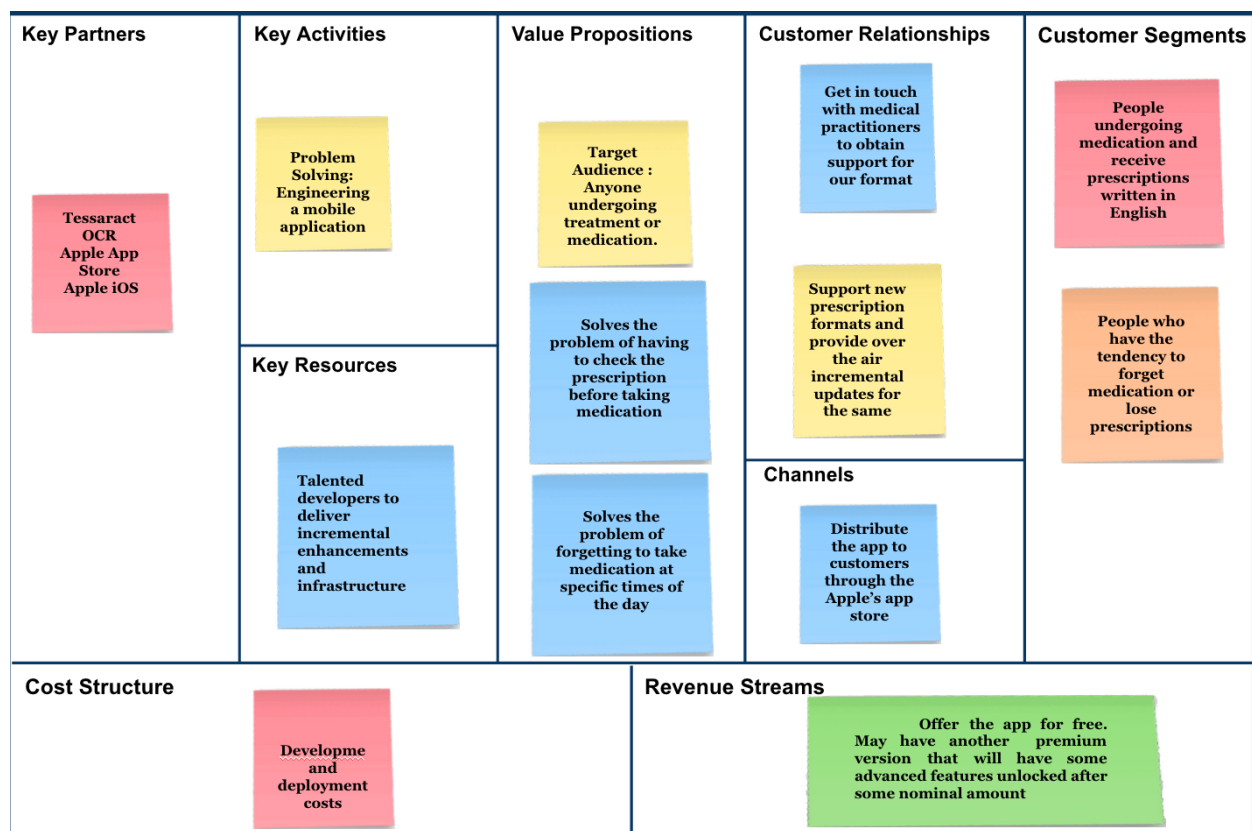 Key Partners
Tessaract
OCR
Apple App
Store
Apple iOS
Key Activities
Problem
Solving:
Engineering
a mobile
application
Key Resources
Talented
developers to
deliver
incremental
enhancements
and
infrastructure
Value Propositions
Target
Audience :
Anyone
undergoing
treatment or
medication.
Solves the
problem of having
to check the
prescription
before taking
medication
Solves the
problem of
forgetting to take
medication at
specific times of
the day
Customer Relationships
Get in touch
with medical
practitioners
to obtain
support for
our format
Support new
prescription
formats and
provide over
the air
incremental
updates for
the same
Channels
Distribute
the app to
customers
through the
Apple's app
store
Customer Segments
People
undergoing
medication and
receive
prescriptions
written in
English
People who
have the
tendency to
forget
medication or
lose
prescriptions
Cost Structure
Developme
and
deployment
costs
Revenue Streams
Offer the app for free.
May have another premium
version that will have some
advanced features unlocked after
some nominal amount